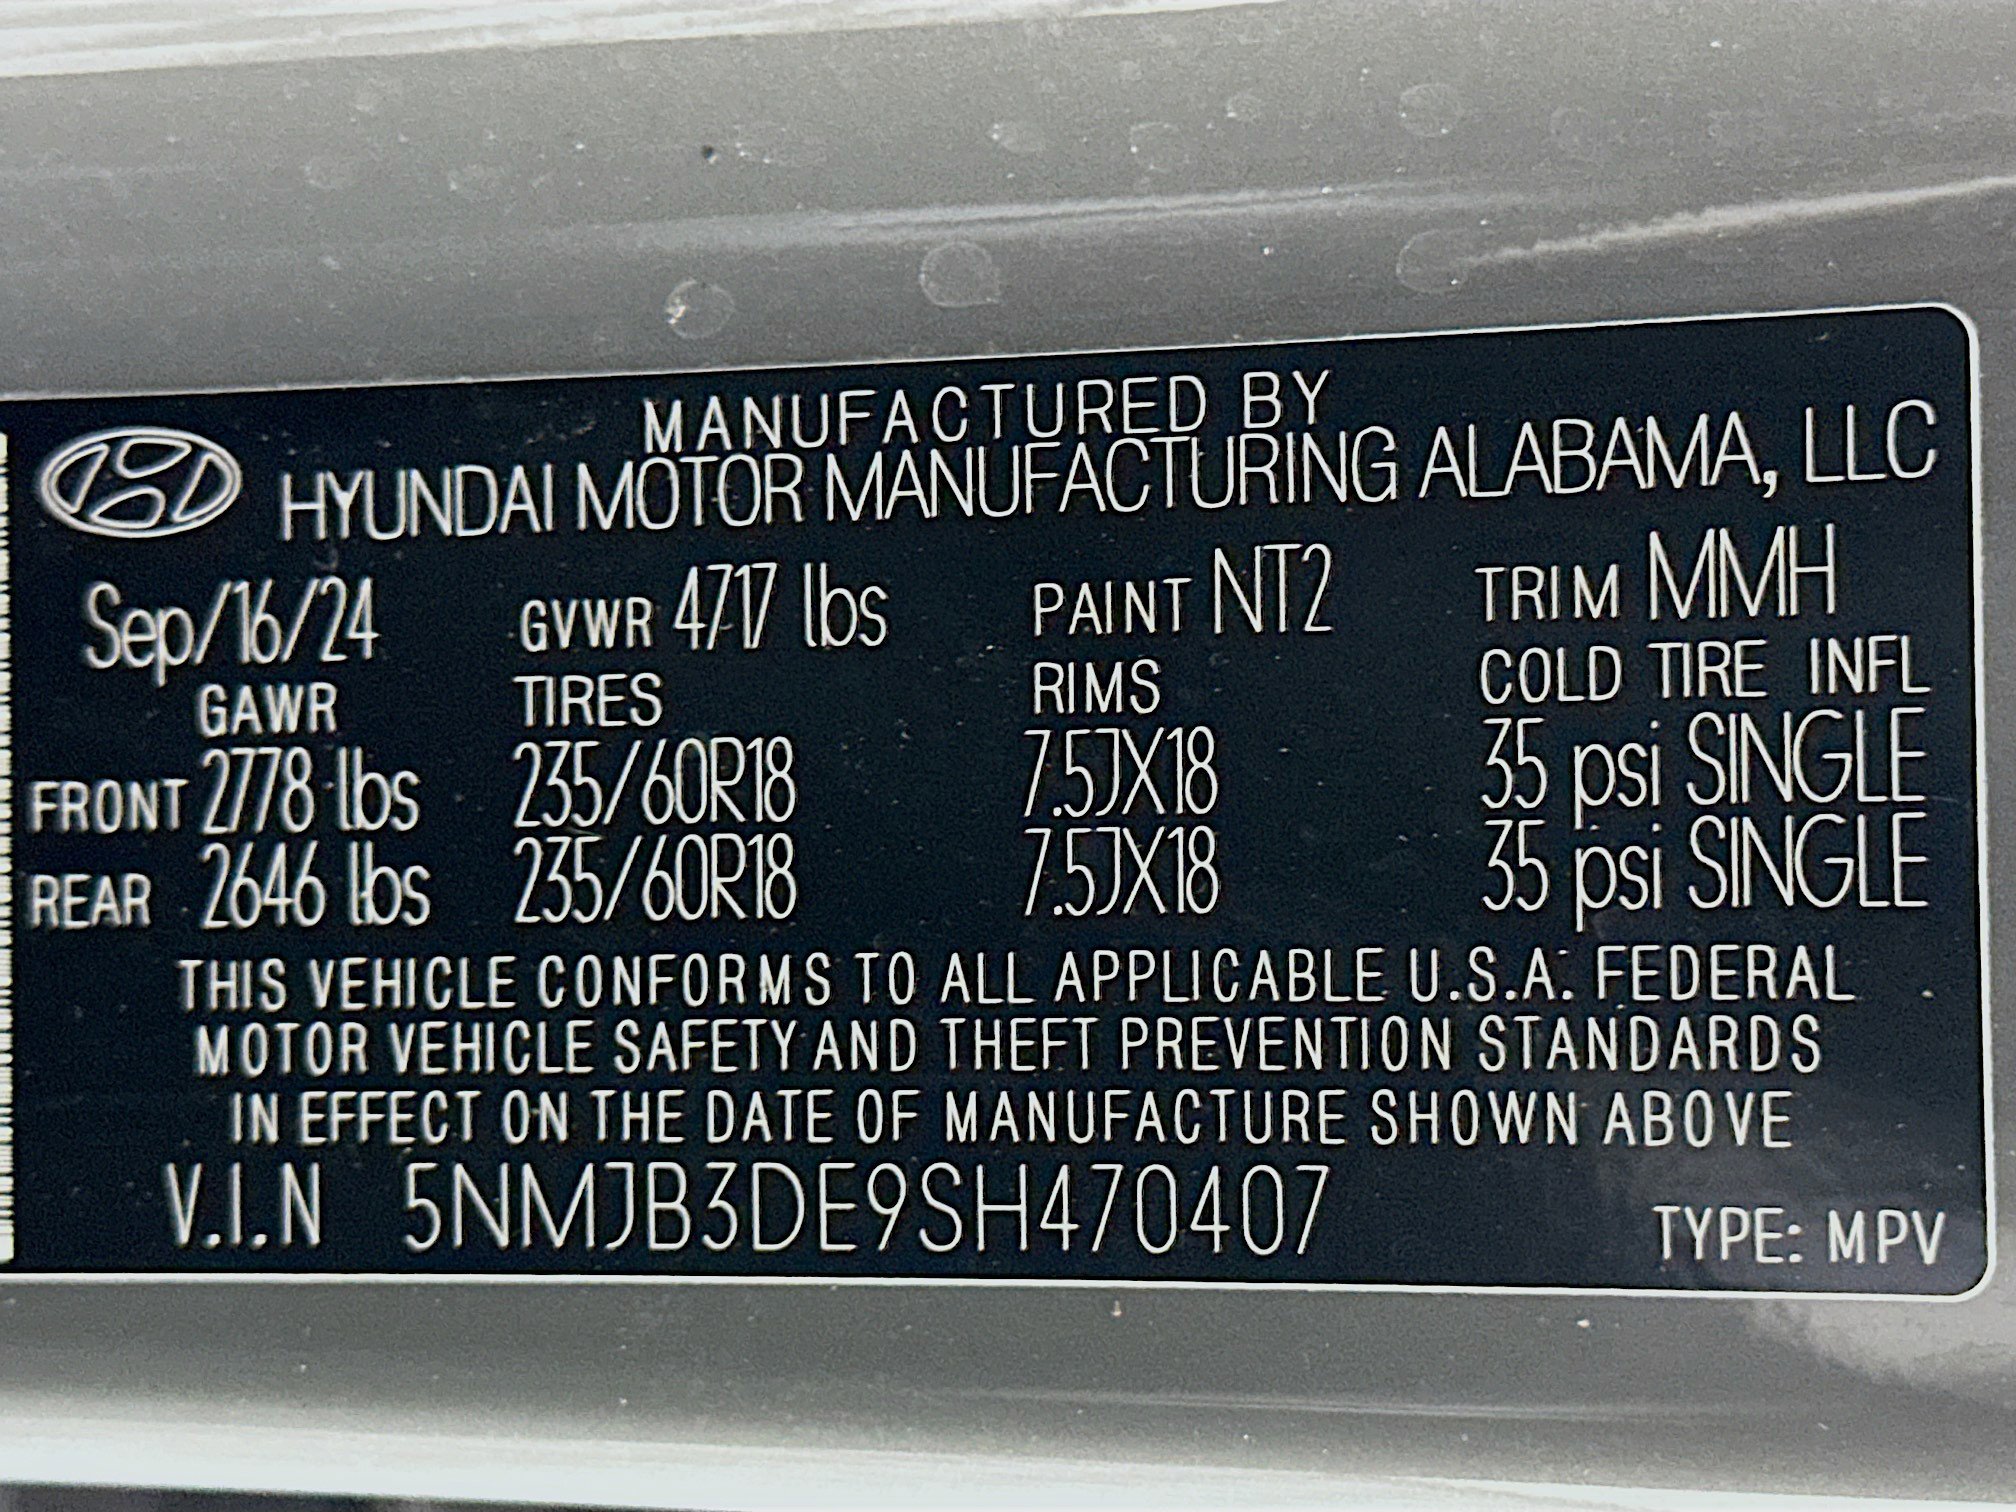 MANUFACTURED BY
HYUNDAI MOTOR MANUFACTURING ALABAMA, LLC
Sep/16/24 GVWR 4717 lbs PAINT NT2 TRIM MMH
GAWR TIRES RIMS COLD TIRE INFL
FRONT 2778 lbs 235/60R18 7.5JX18 35 psi SINGLE
REAR 2646 lbs 235/60R18 7.5JX18 35 psi SINGLE
THIS VEHICLE CONFORMS TO ALL APPLICABLE U.S.A. FEDERAL
MOTOR VEHICLE SAFETY AND THEFT PREVENTION STANDARDS
IN EFFECT ON THE DATE OF MANUFACTURE SHOWN ABOVE
V.I.N 5NMJB3DE9SH470407 TYPE: MPV